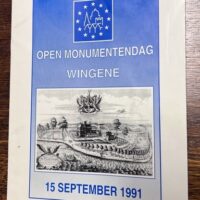 OPEN MONUMENTENDAG
WINGENE
15 SEPTEMBER 1991